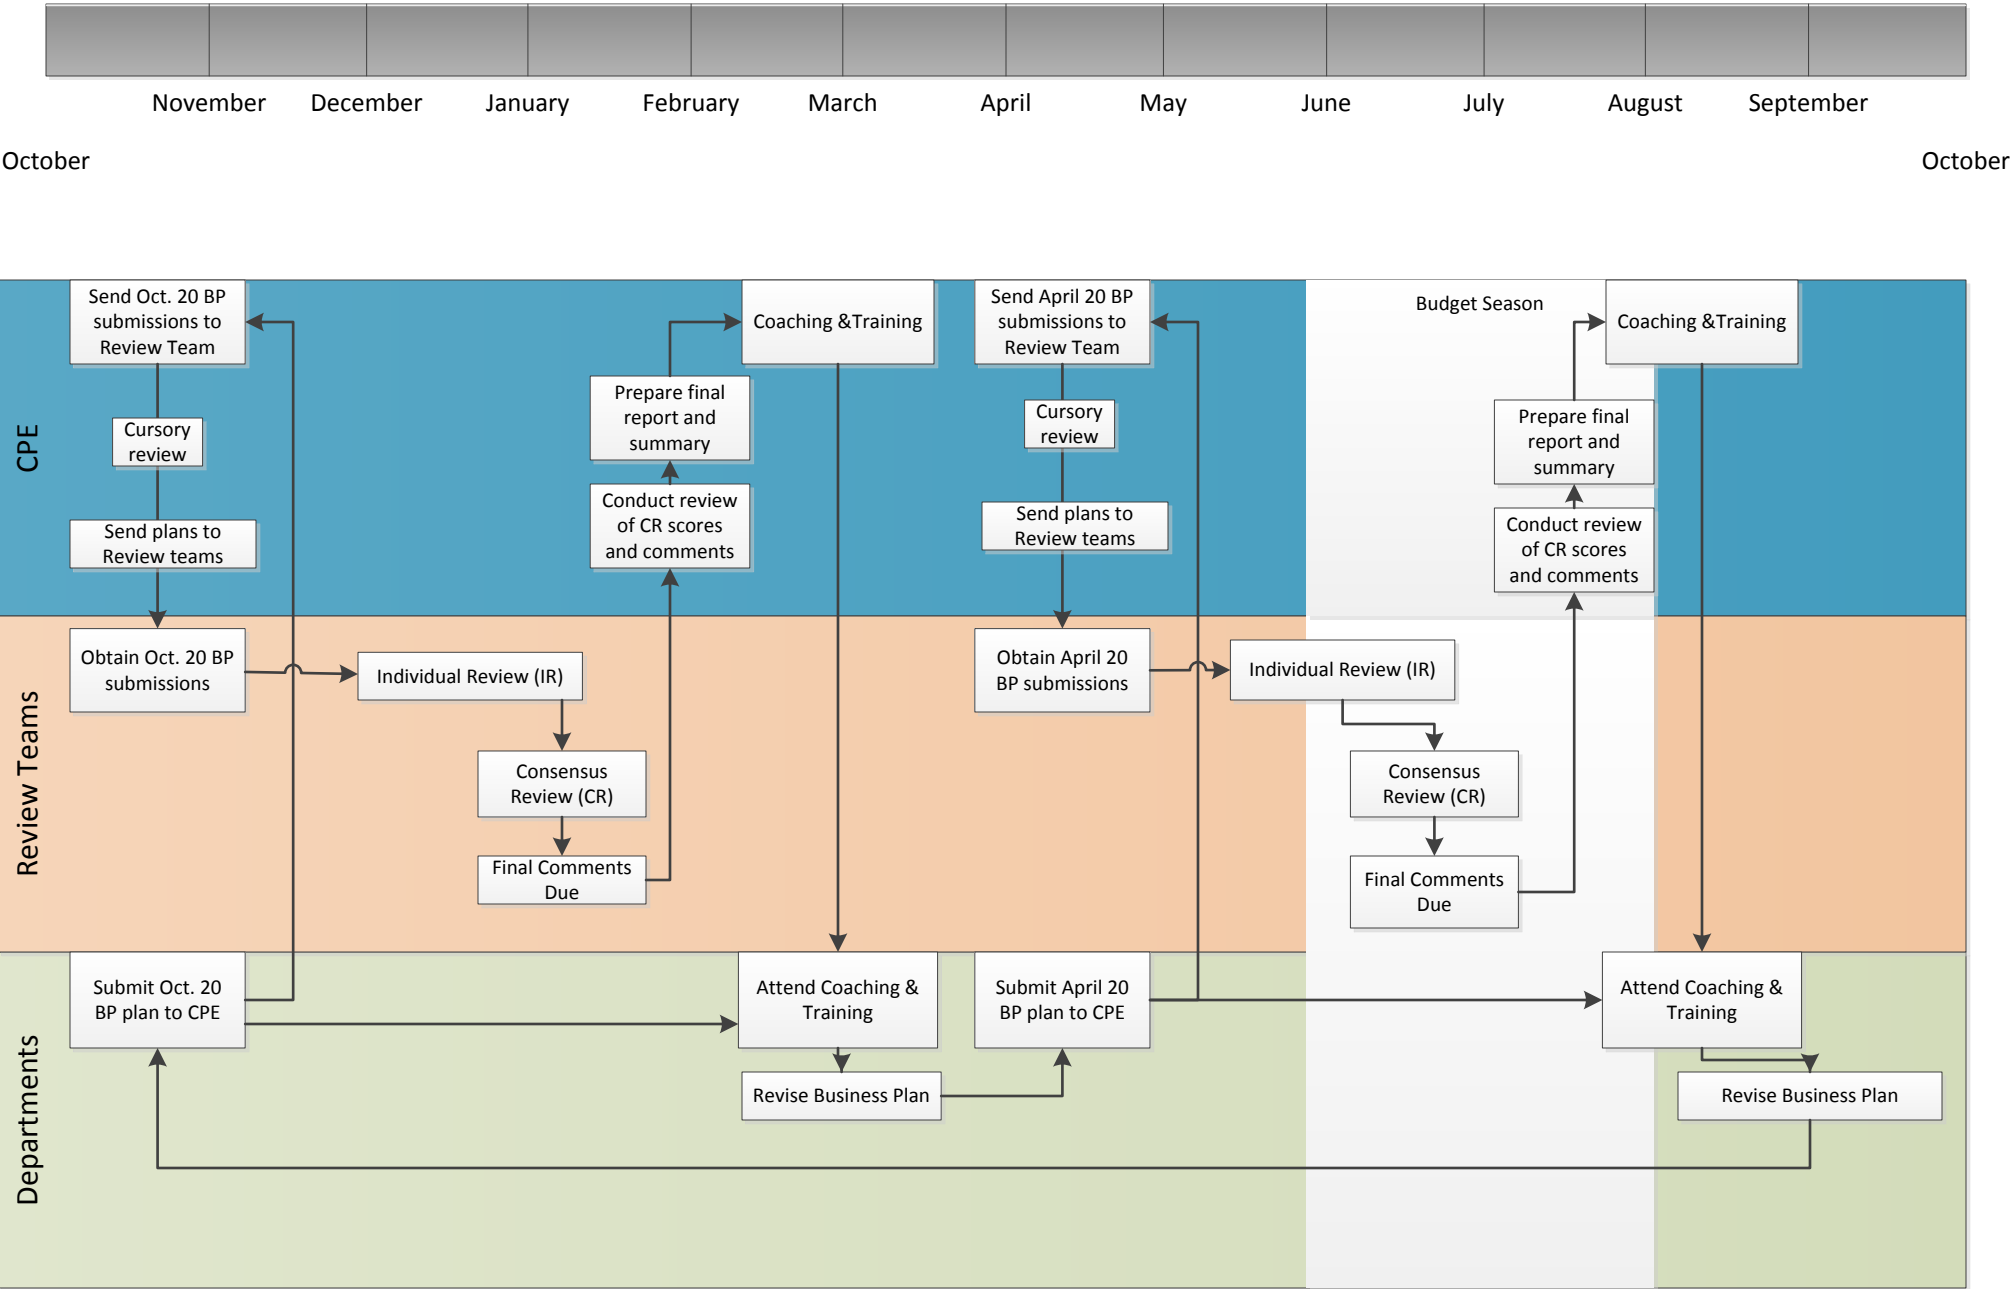 November
December
January
February
March
April
May
June
July
August
September
October
October
CPE
Send Oct. 20 BP
submissions to
Review Team
Cursory
review
Send plans to
Review teams
Prepare final
report and
summary
Conduct review
of CR scores
and comments
Coaching &Training
Send April 20 BP
submissions to
Review Team
Cursory
review
Send plans to
Review teams
Budget Season
Prepare final
report and
summary
Conduct review
of CR scores
and comments
Coaching &Training
Review Teams
Obtain Oct. 20 BP
submissions
Individual Review (IR)
Consensus
Review (CR)
Final Comments
Due
Obtain April 20
BP submissions
Individual Review (IR)
Consensus
Review (CR)
Final Comments
Due
Departments
Submit Oct. 20
BP plan to CPE
Attend Coaching &
Training
Revise Business Plan
Submit April 20
BP plan to CPE
Attend Coaching &
Training
Revise Business Plan